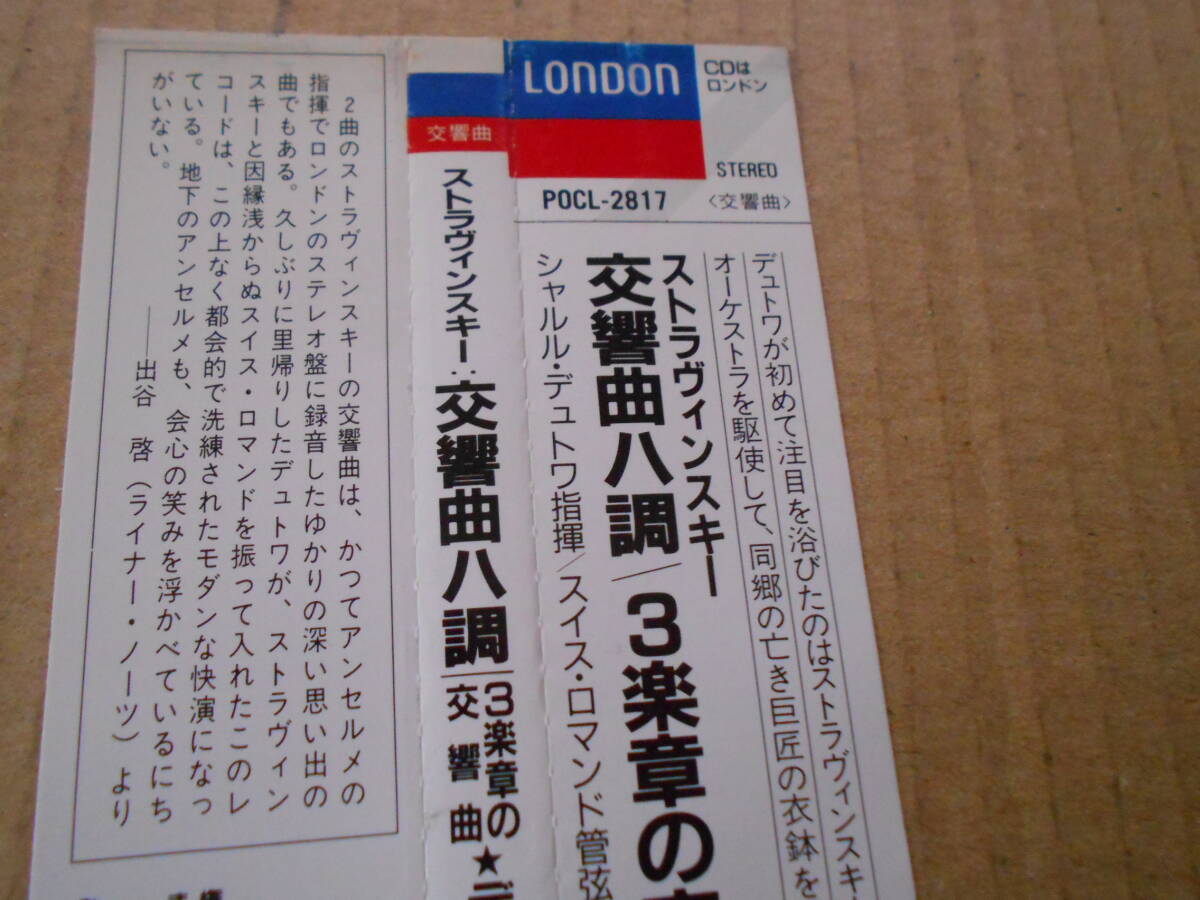 LONDON
CDは
ロンドン
STEREO
POCL-2817
〈交響曲〉
デュトワが初めて注目を浴びたのはストラヴィンスキ
オーケストラを駆使して、同郷の亡き巨匠の衣鉢を
ストラヴィンスキー
交響曲ハ調/3楽章の
シャルル・デュトワ指揮/スイス・ロマンド管弦
交響曲
ストラヴィンスキー:交響曲ハ調/3楽章の
交響曲
★デ
2曲のストラヴィンスキーの交響曲は、かつてアンセルメの
指揮でロンドンのステレオ盤に録音したゆかりの深い思い出の
曲でもある。久しぶりに里帰りしたデュトワが、ストラヴィン
スキーと因縁浅からぬスイス・ロマンドを振って入れたこのレ
コードは、この上なく都会的で洗練されたモダンな快演になっ
ている。地下のアンセルメも、会心の笑みを浮かべているにち
がいない。
――出谷 啓(ライナー・ノーツ)より